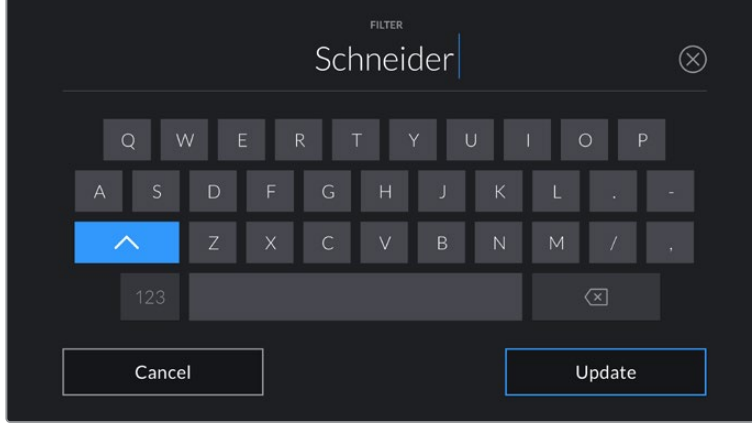 FILTER
Schneider
Q W E R T Y U I O P
A S D F G H J K L . -
Z X C V B N M / ,
123
Cancel Update